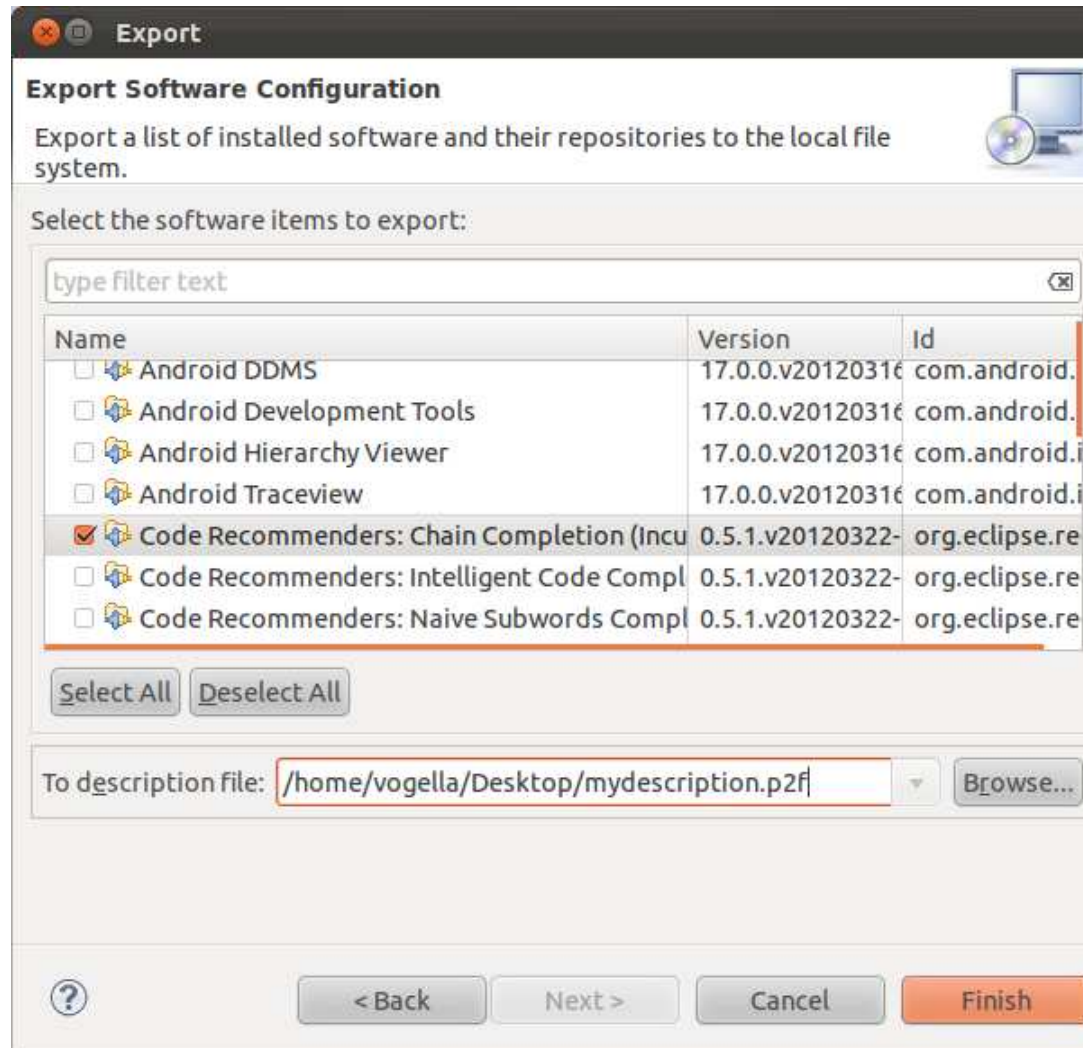 Export
Export Software Configuration
Export a list of installed software and their repositories to the local file
system.
Select the software items to export:
type filter text
Name Version Id
Android DDMS 17.0.0.v20120316 com.android.
Android Development Tools 17.0.0.v20120316 com.android.
Android Hierarchy Viewer 17.0.0.v20120316 com.android.i
Android Traceview 17.0.0.v20120316 com.android.i
Code Recommenders: Chain Completion (Incu 0.5.1.v20120322- org.eclipse.re
Code Recommenders: Intelligent Code Compl 0.5.1.v20120322- org.eclipse.re
Code Recommenders: Naive Subwords Compl 0.5.1.v20120322- org.eclipse.re
Select All Deselect All
To description file: /home/vogella/Desktop/mydescription.p2f Browse...
? < Back Next > Cancel Finish